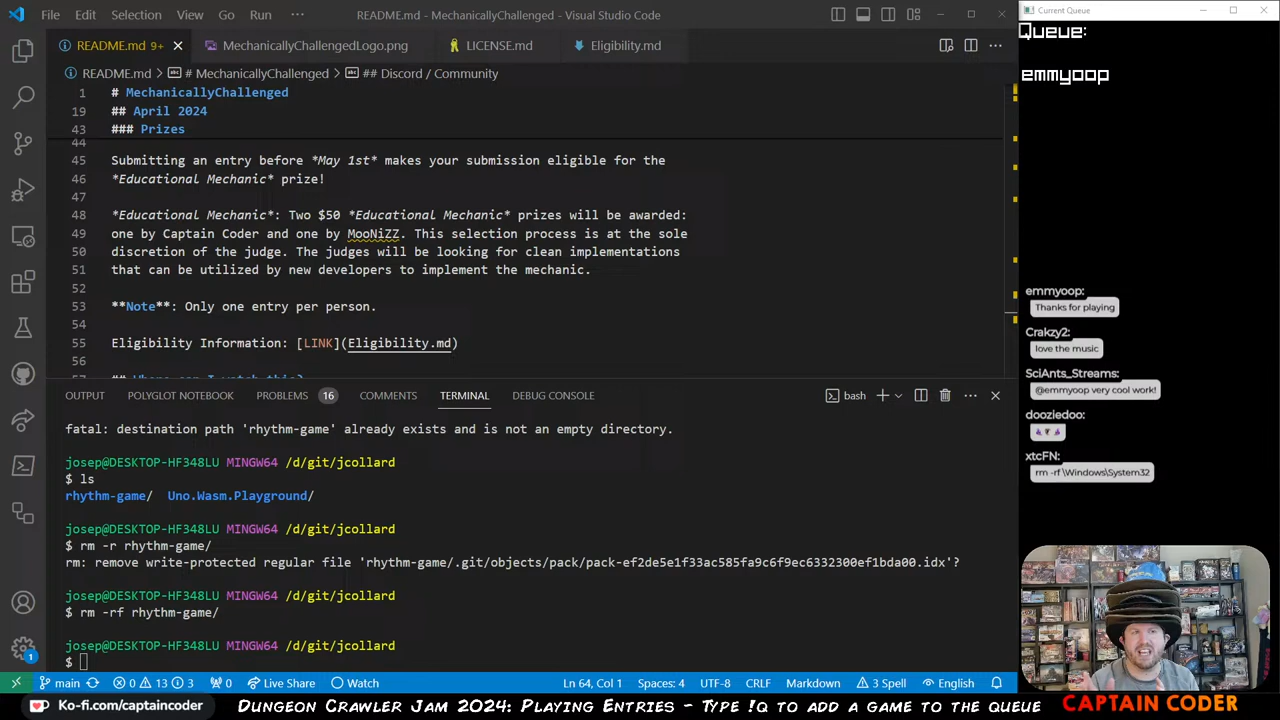 File Edit Selection View Go Run ··· README.md - MechanicallyChallenged - Visual Studio Code
README.md 9+ MechanicallyChallengedLogo.png LICENSE.md Eligibility.md
README.md > # MechanicallyChallenged > ## Discord / Community
1 # MechanicallyChallenged
19 ## April 2024
43 ### Prizes
44
45 Submitting an entry before *May 1st* makes your submission eligible for the
46 *Educational Mechanic* prize!
47
48 *Educational Mechanic*: Two $50 *Educational Mechanic* prizes will be awarded:
49 one by Captain Coder and one by MooNiZZ. This selection process is at the sole
50 discretion of the judge. The judges will be looking for clean implementations
51 that can be utilized by new developers to implement the mechanic.
52
53 **Note**: Only one entry per person.
54
55 Eligibility Information: [LINK](Eligibility.md)
56
57 ## Where can I watch this?
OUTPUT POLYGLOT NOTEBOOK PROBLEMS 16 COMMENTS TERMINAL DEBUG CONSOLE bash
fatal: destination path 'rhythm-game' already exists and is not an empty directory.
josep@DESKTOP-HF348LU MINGW64 /d/git/jcollard
$ ls
rhythm-game/ Uno.Wasm.Playground/
josep@DESKTOP-HF348LU MINGW64 /d/git/jcollard
$ rm -r rhythm-game/
rm: remove write-protected regular file 'rhythm-game/.git/objects/pack/pack-ef2de5e1f33ac585fa9c6f9ec6332300ef1bda00.idx'?
josep@DESKTOP-HF348LU MINGW64 /d/git/jcollard
$ rm -rf rhythm-game/
josep@DESKTOP-HF348LU MINGW64 /d/git/jcollard
$
1
main 0 13 3 0 Live Share Watch Ln 64, Col 1 Spaces: 4 UTF-8 CRLF Markdown 3 Spell English
Current Queue
Queue:
emmyoop
emmyoop:
Thanks for playing
Crakzy2:
love the music
SciAnts_Streams:
@emmyoop very cool work!
dooziedoo:
xtcFN:
rm -rf \Windows\System32
Ko-fi.com/captaincoder DUNGEON CRAWLER JAM 2024: PLAYING ENTRIES - TYPE !Q TO ADD A GAME TO THE QUEUE CAPTAIN CODER